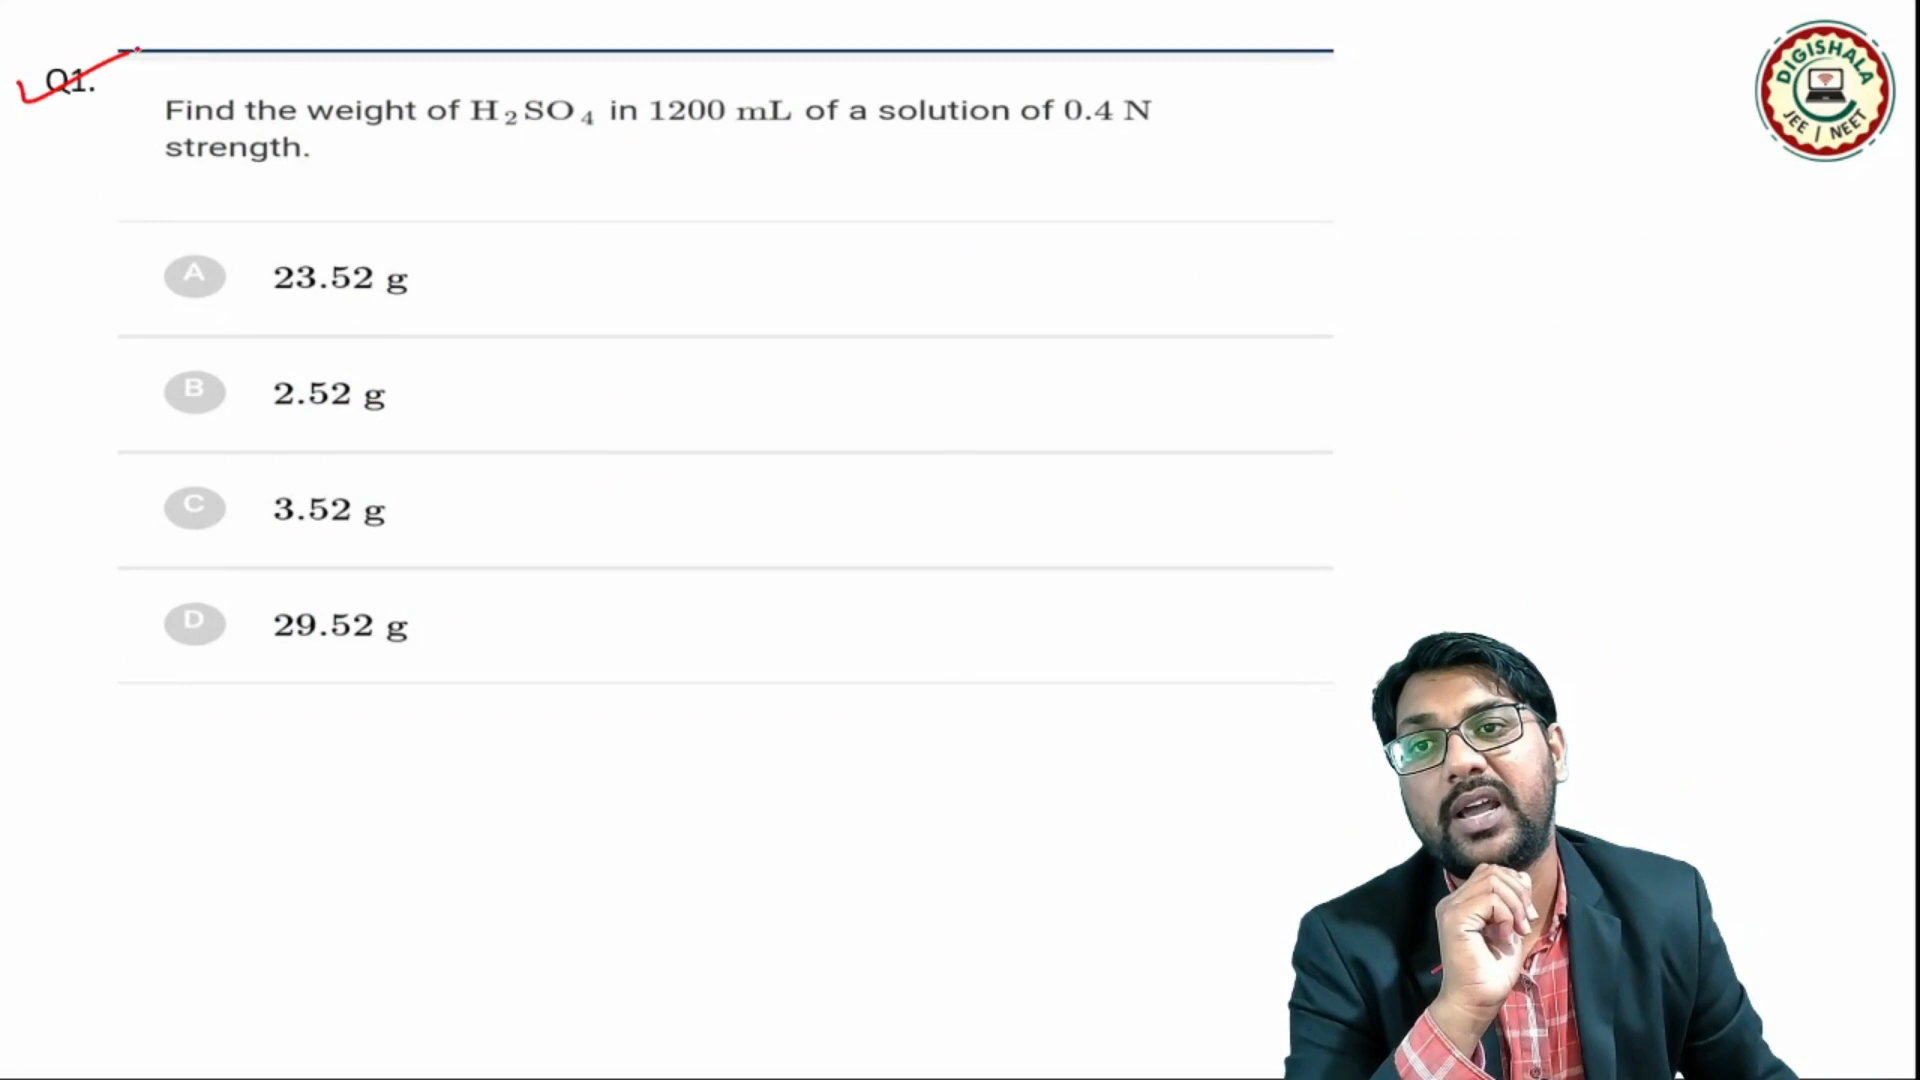 Q1.
Find the weight of H₂SO₄ in 1200 mL of a solution of 0.4 N
strength.
A 23.52 g
B 2.52 g
C 3.52 g
D 29.52 g
DIGISHALA
JEE | NEET